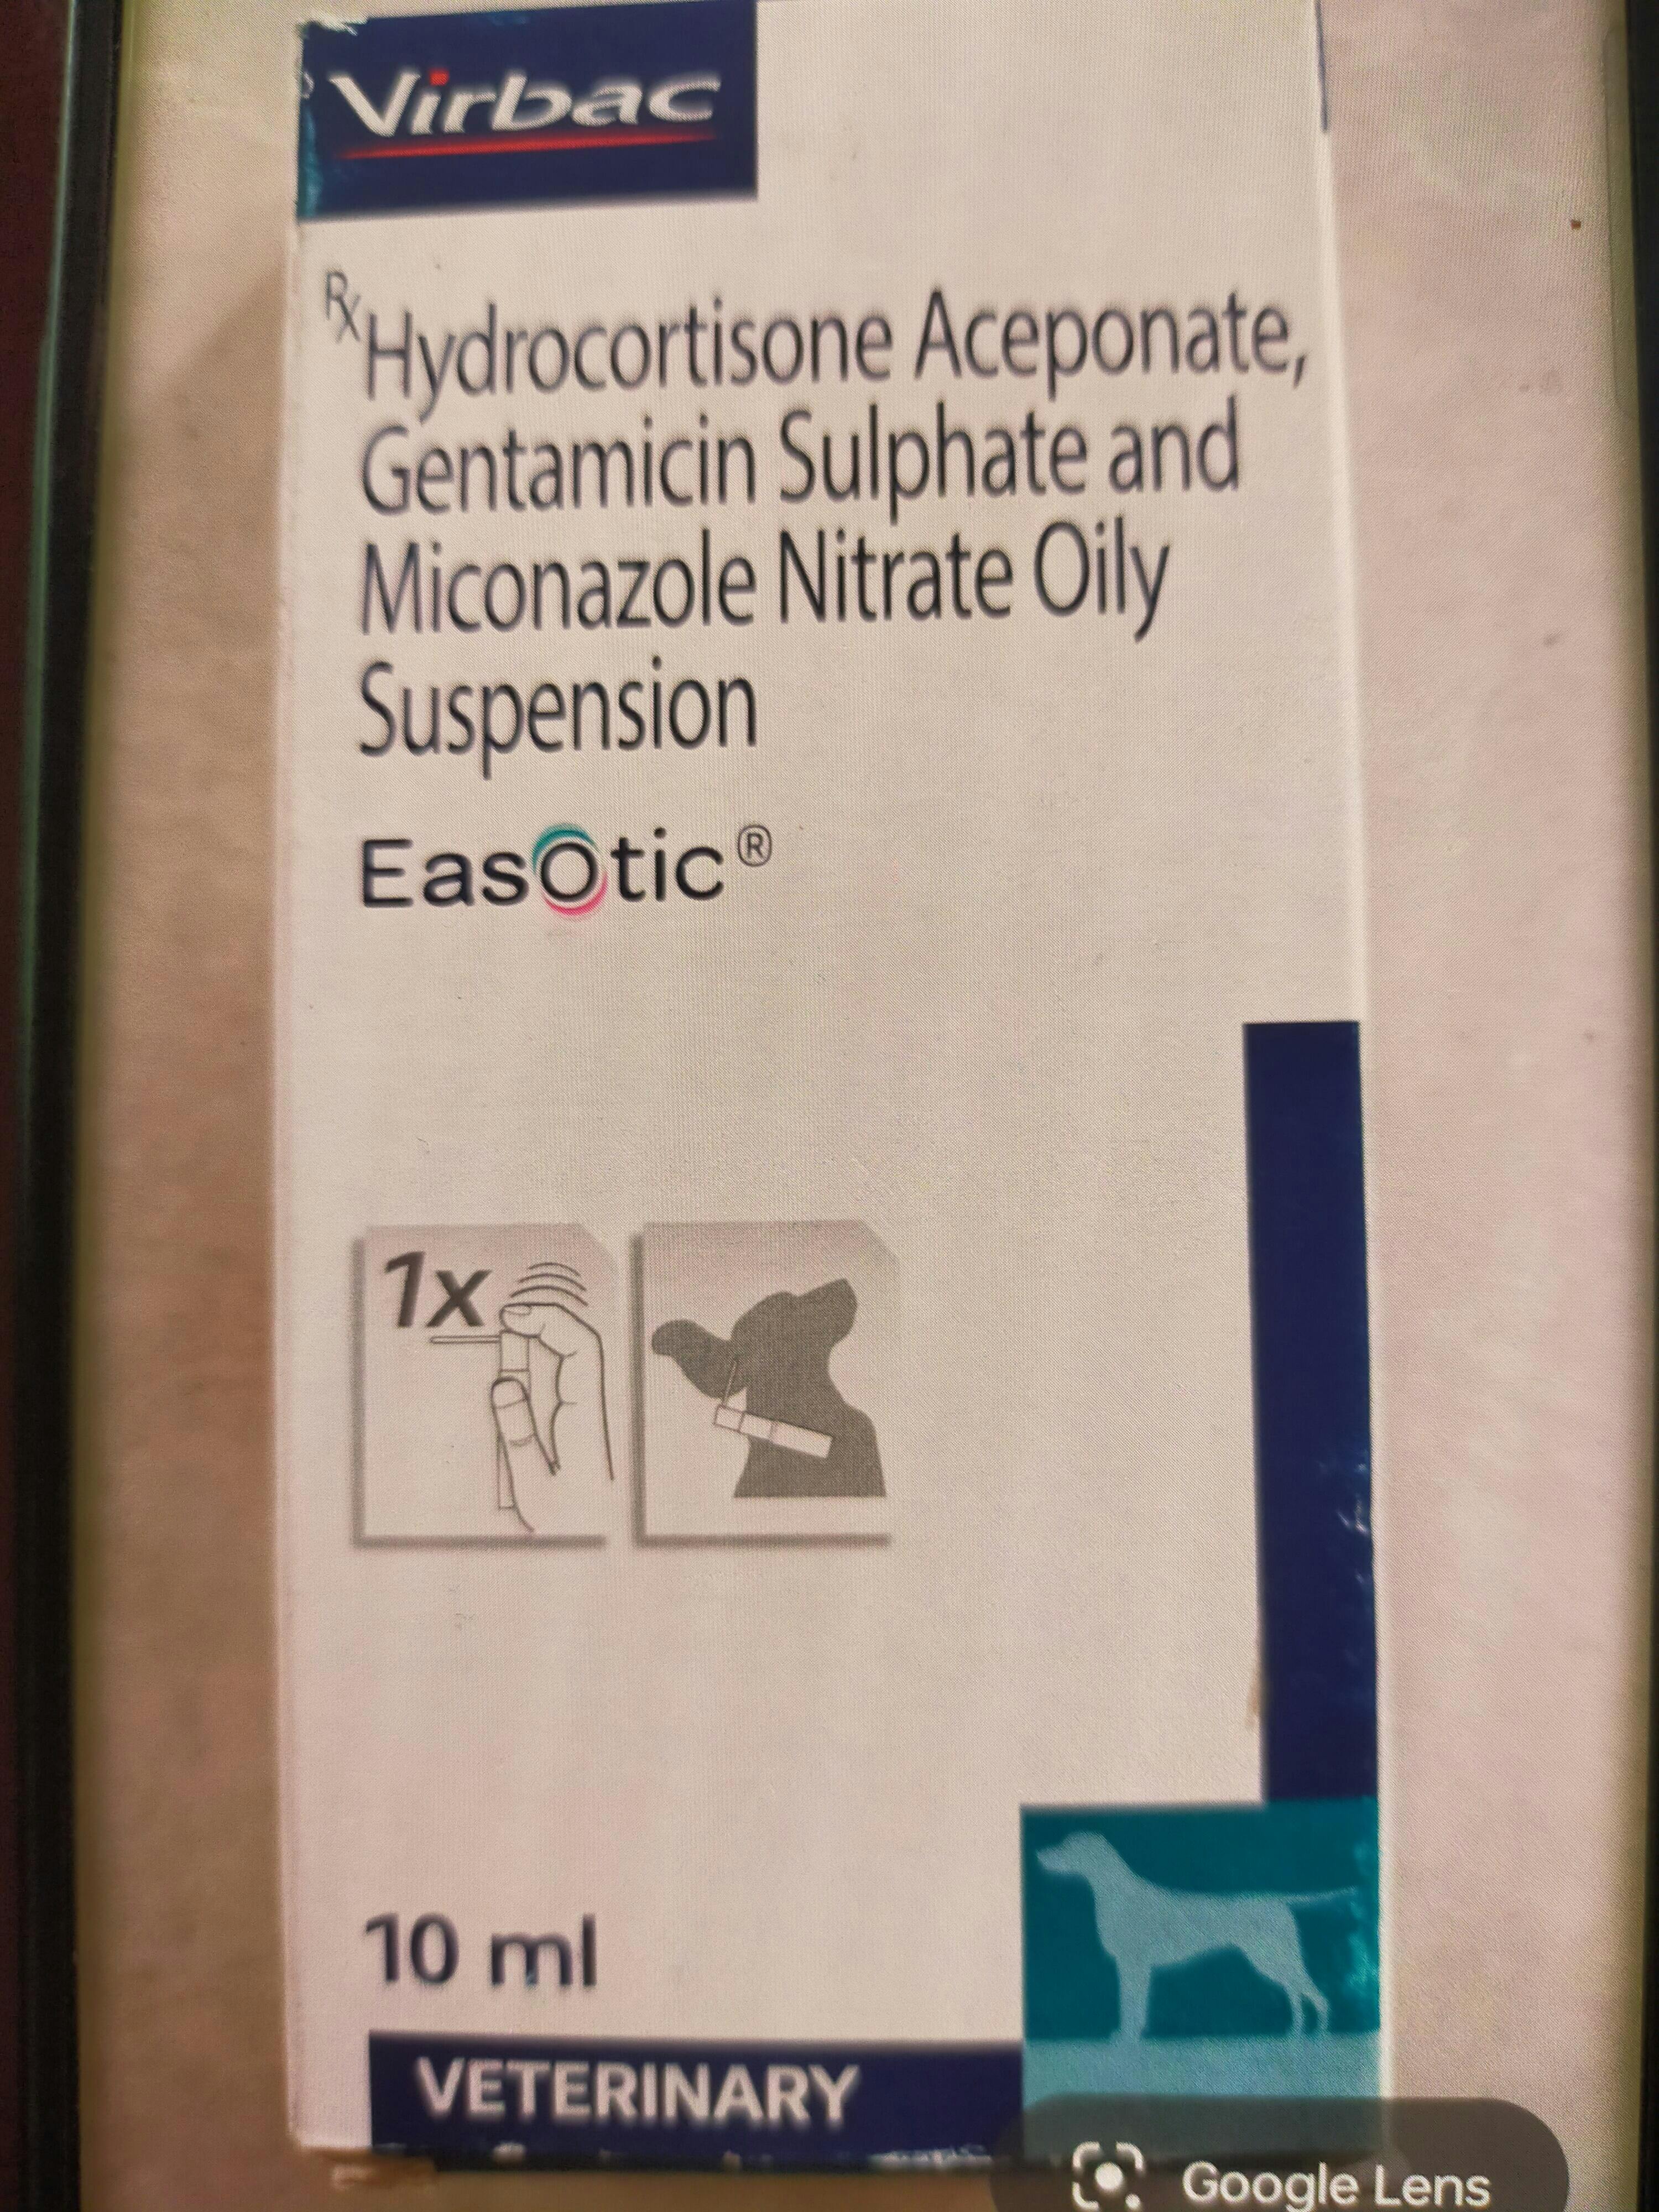 Virbac
Rx Hydrocortisone Aceponate,
Gentamicin Sulphate and
Miconazole Nitrate Oily
Suspension
EasOtic®
1x
10 ml
VETERINARY
Google Lens